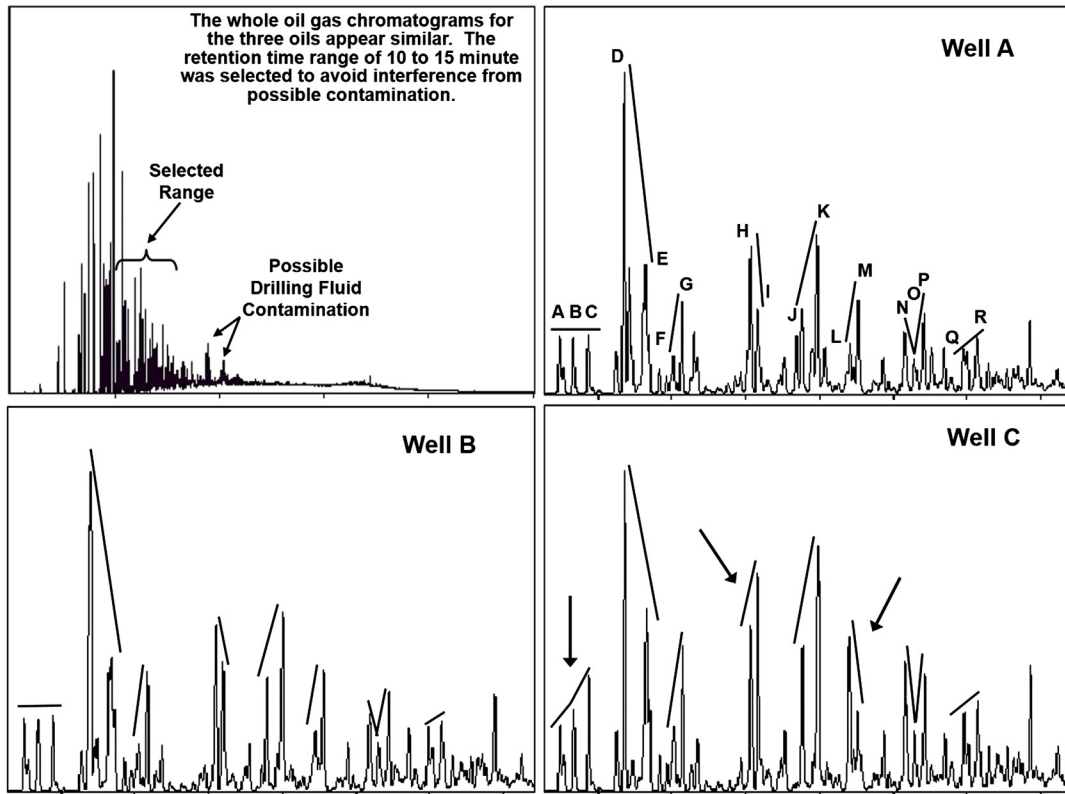 The whole oil gas chromatograms for
the three oils appear similar.  The
retention time range of 10 to 15 minute
was selected to avoid interference from
possible contamination.
Selected
Range
Possible
Drilling Fluid
Contamination
Well A
D
K
H
E
M
G
I
P
O
N
A B C
J
R
F
L
Q
Well B
Well C